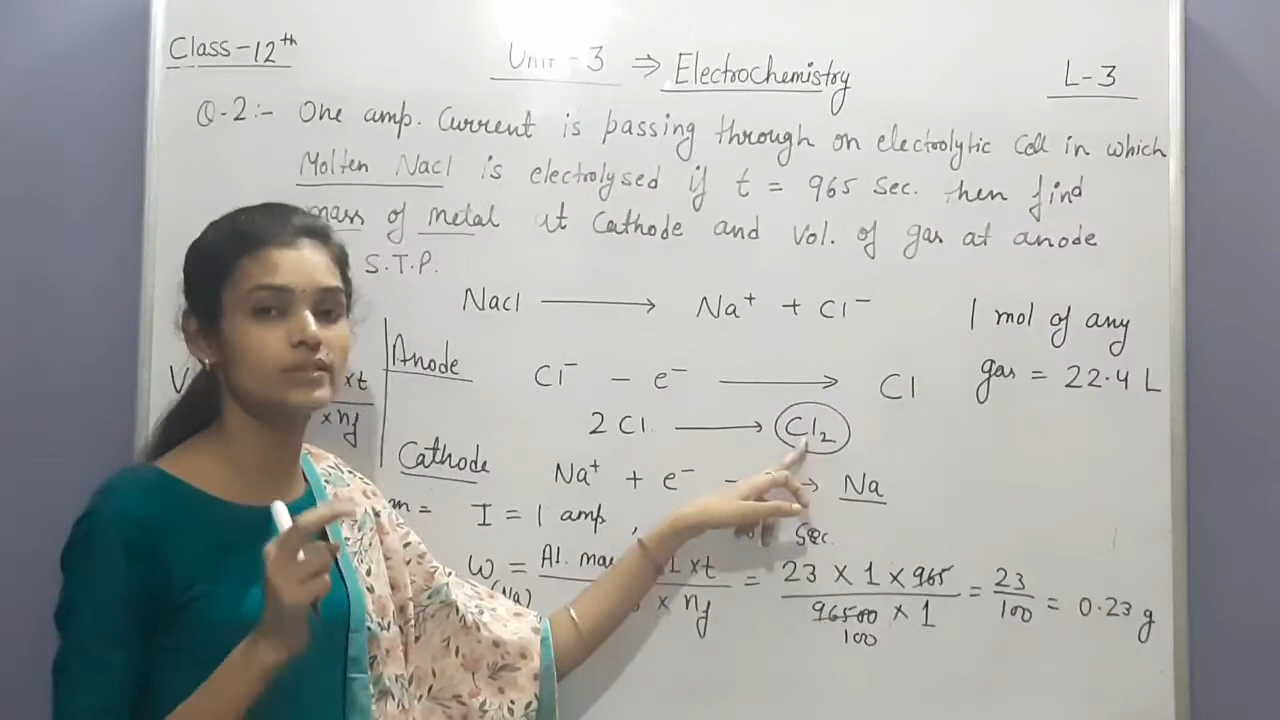 Class-12th
Unit-3 ⇒ Electrochemistry
L-3
Q-2:- One amp. Current is passing through on electrolytic Cell in which
Molten Nacl is electrolysed if t = 965 Sec. then find
mass of metal at Cathode and Vol. of gas at anode
S.T.P.
Nacl ⟶ Na⁺ + Cl⁻
1 mol of any
gas = 22.4 L
V
×t
×nf
Anode
Cl⁻ - e⁻ ⟶ Cl
2 Cl ⟶ Cl₂
Cathode
Na⁺ + e⁻ → Na
m = I = 1 amp, Sec.
W = At. × t / × nf = 23 × 1 × 965 / 96500 × 1 = 23 / 100 = 0.23 g
(Na)
100